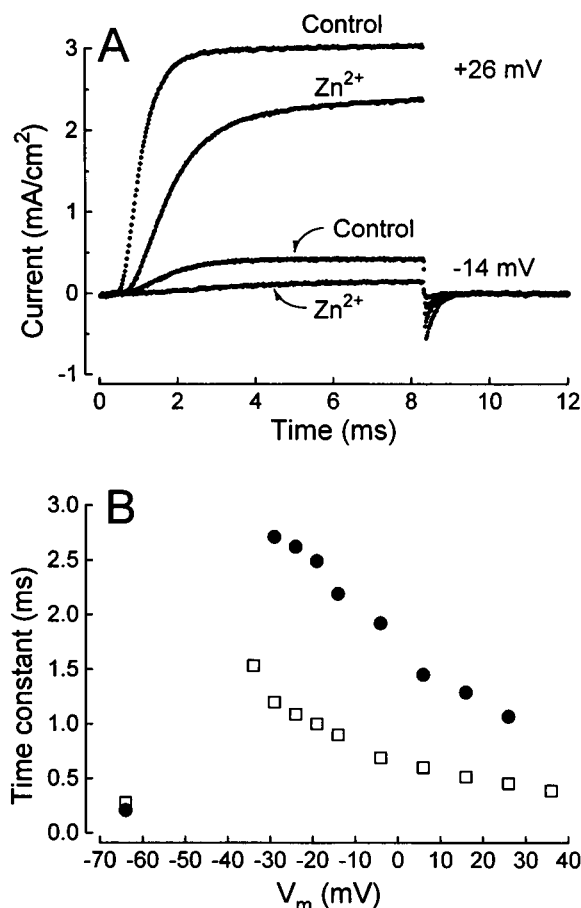 A
Control
3
+26 mV
Zn²⁺
2
Current (mA/cm²)
1
Control
-14 mV
0
Zn²⁺
-1
0 2 4 6 8 10 12
Time (ms)
B
3.0
2.5
2.0
Time constant (ms)
1.5
1.0
0.5
0.0
-70 -60 -50 -40 -30 -20 -10 0 10 20 30 40
Vₘ (mV)